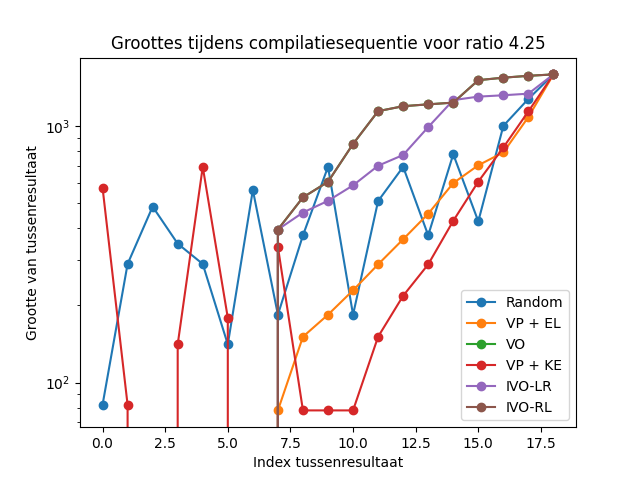 Groottes tijdens compilatiesequentie voor ratio 4.25
Grootte van tussenresultaat
10³
10²
0.0 2.5 5.0 7.5 10.0 12.5 15.0 17.5
Index tussenresultaat
Random
VP + EL
VO
VP + KE
IVO-LR
IVO-RL